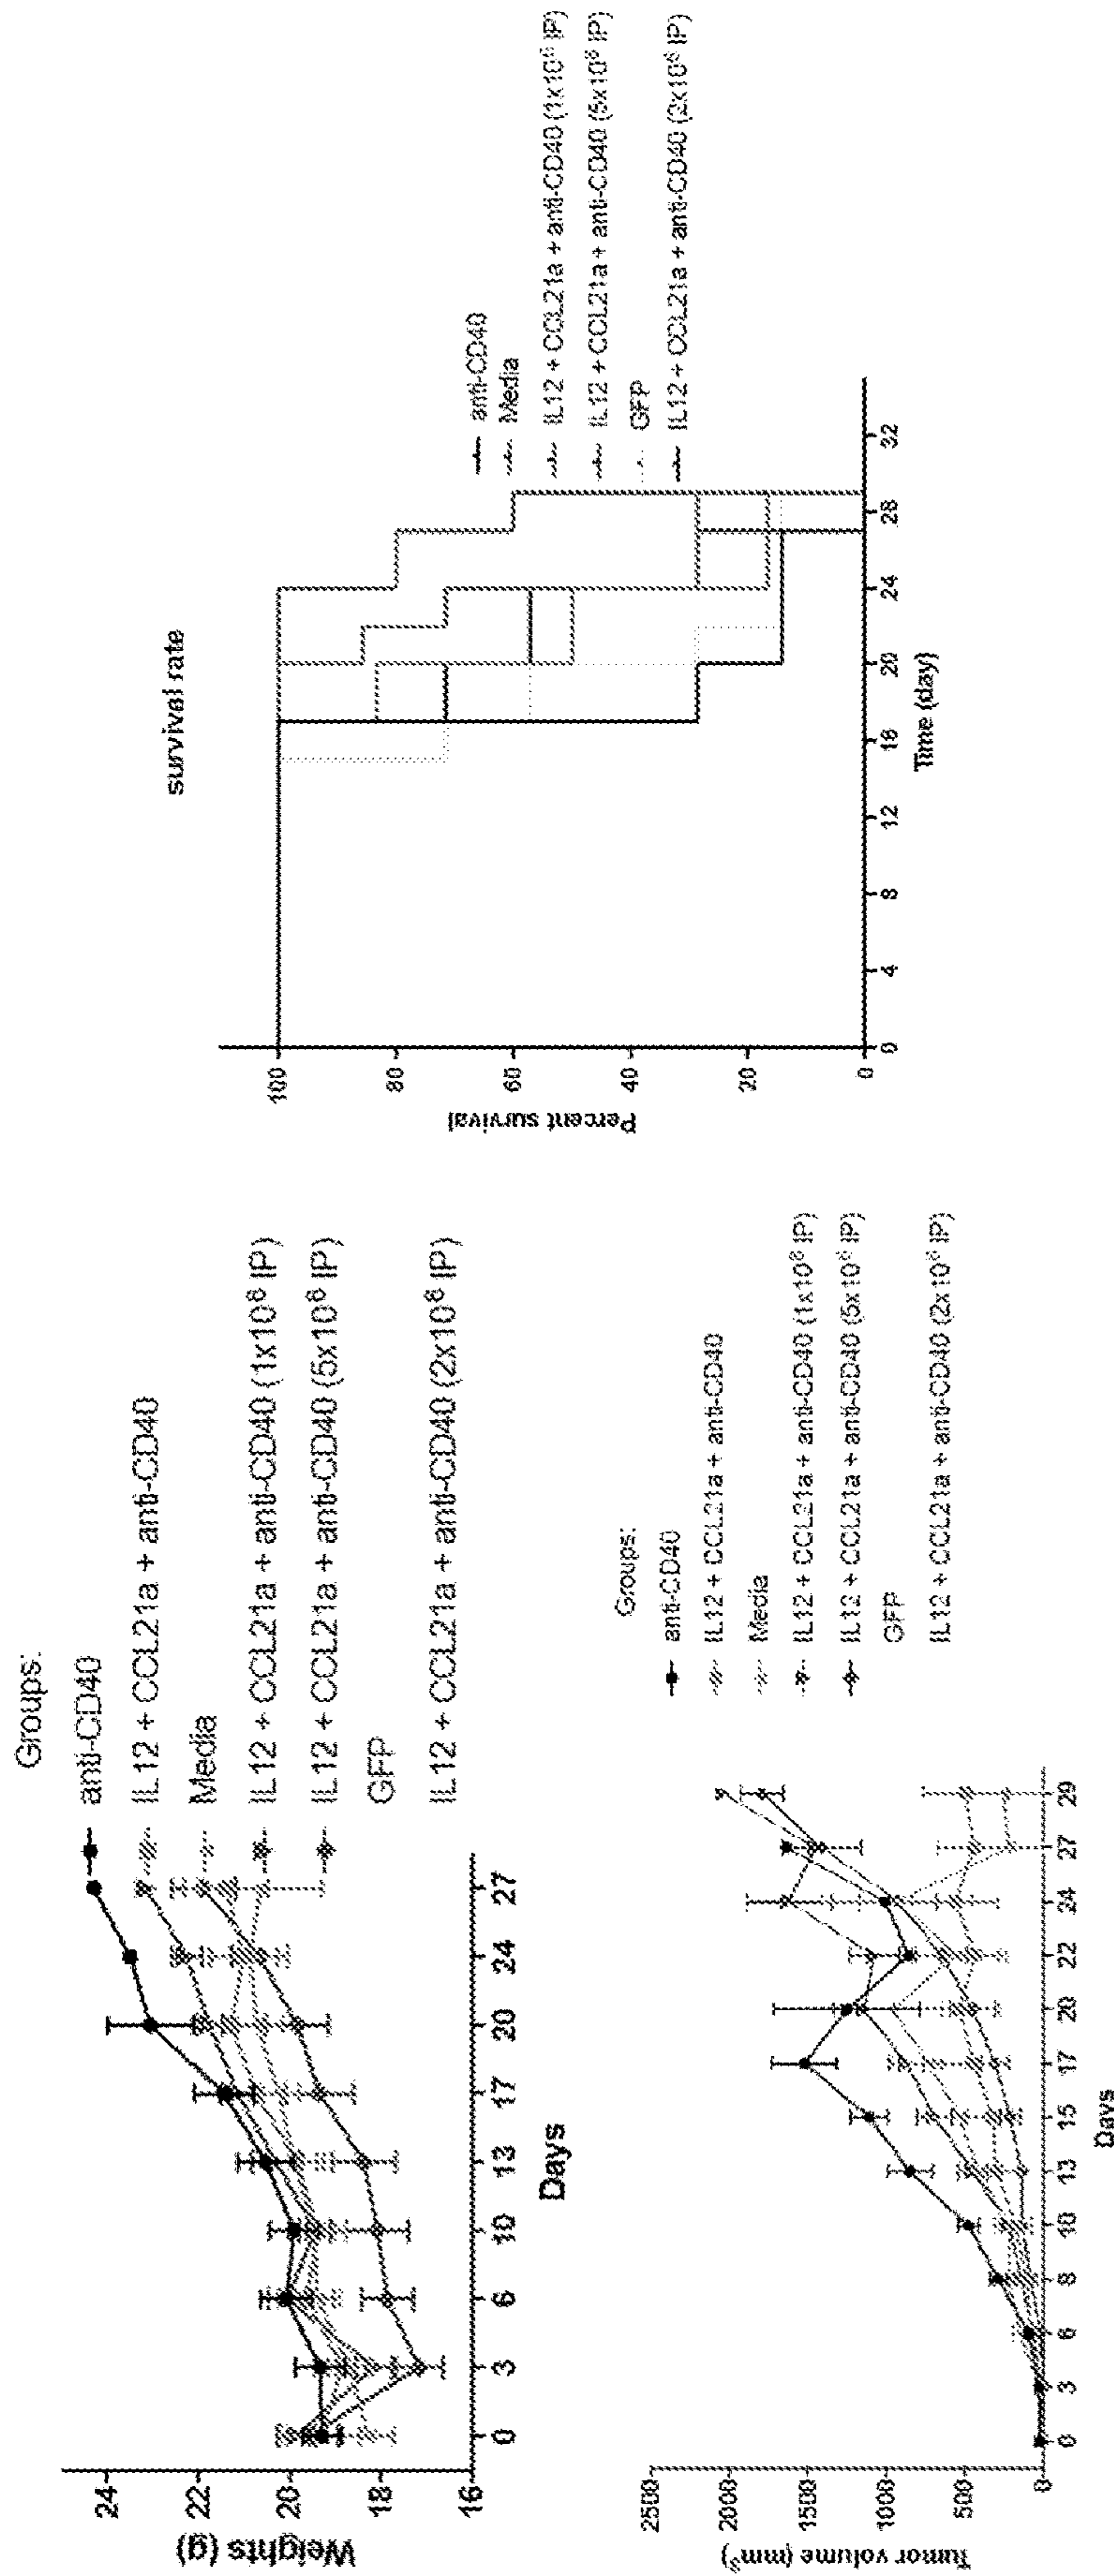 Groups:
anti-CD40
IL12 + CCL21a + anti-CD40
Media
IL12 + CCL21a + anti-CD40 (1x10⁶ IP)
IL12 + CCL21a + anti-CD40 (5x10⁶ IP)
GFP
IL12 + CCL21a + anti-CD40 (2x10⁶ IP)
Weights (g)
24
22
20
18
16
0 3 6 10 13 17 20 24 27
Days
Groups:
anti-CD40
IL12 + CCL21a + anti-CD40
Media
IL12 + CCL21a + anti-CD40 (1x10⁶ IP)
IL12 + CCL21a + anti-CD40 (5x10⁶ IP)
GFP
IL12 + CCL21a + anti-CD40 (2x10⁶ IP)
Tumor volume (mm³)
2500
2000
1500
1000
500
0
0 3 6 8 10 13 15 17 20 22 24 27 29
Days
survival rate
Percent survival
100
80
60
40
20
0
0 4 8 12 16 20 24 28 32
Time (day)
anti-CD40
Media
IL12 + CCL21a + anti-CD40 (1x10⁶ IP)
IL12 + CCL21a + anti-CD40 (5x10⁶ IP)
GFP
IL12 + CCL21a + anti-CD40 (2x10⁶ IP)